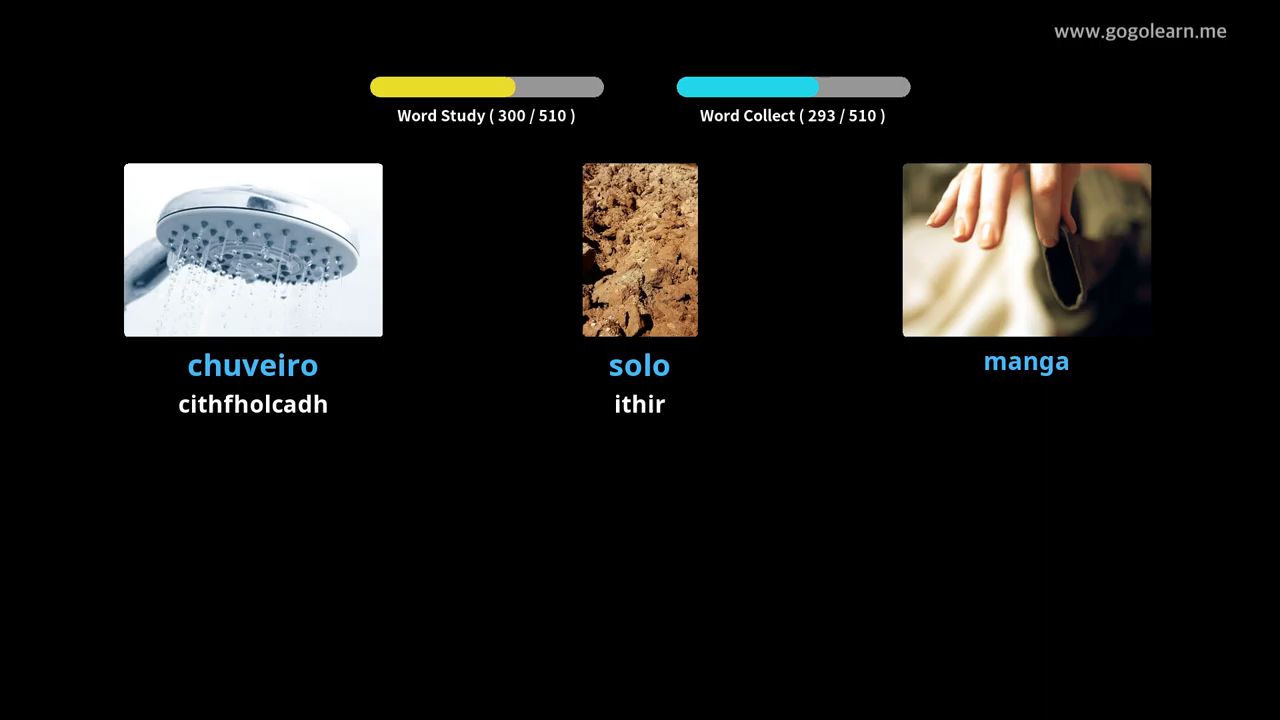 www.gogolearn.me
Word Study ( 300 / 510 )
Word Collect ( 293 / 510 )
chuveiro
cithfholcadh
solo
ithir
manga